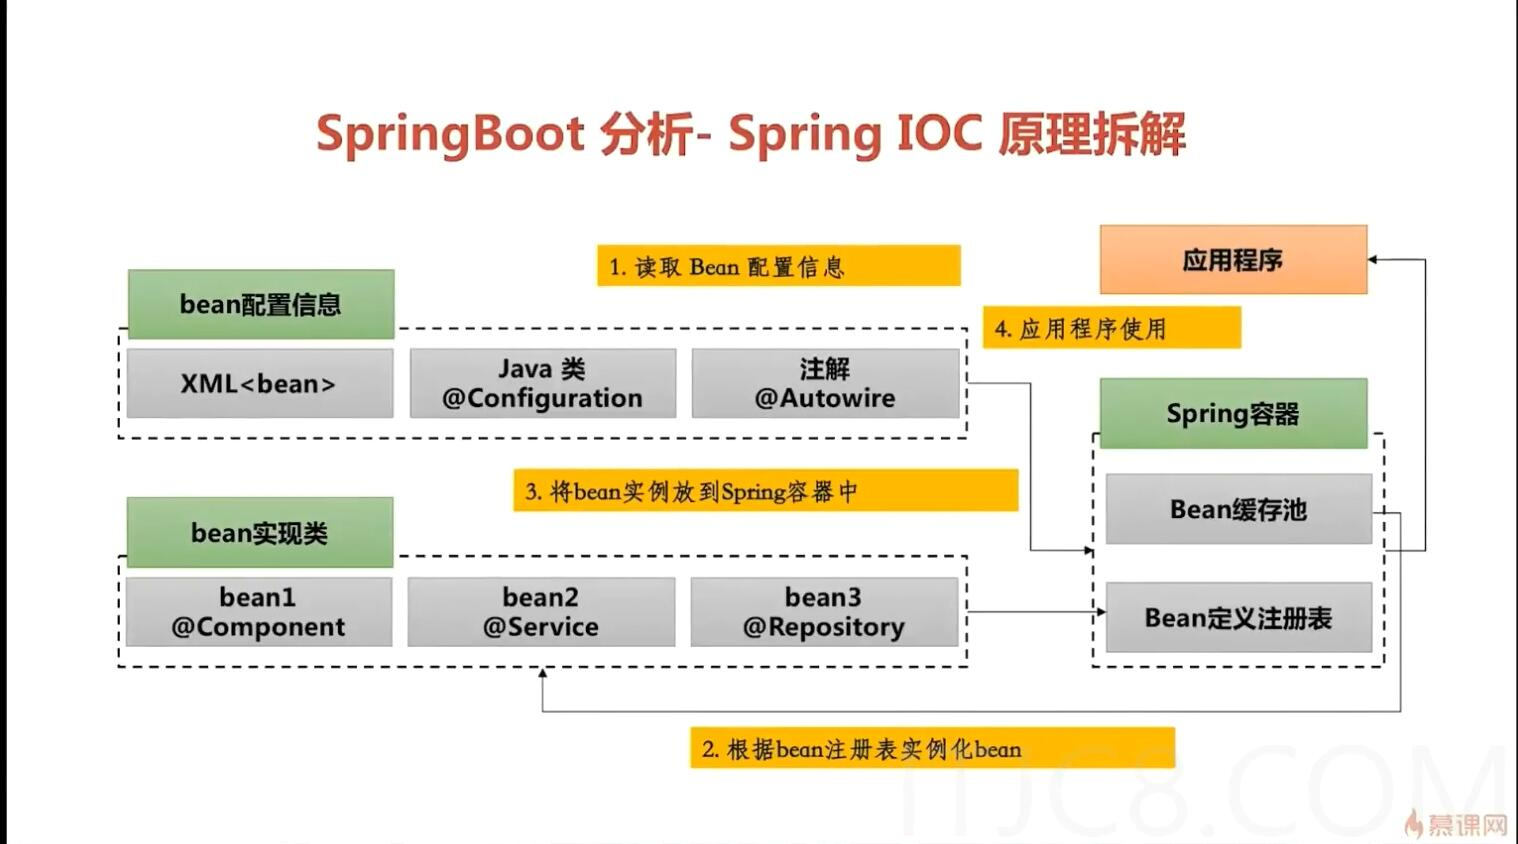 SpringBoot 分析- Spring IOC 原理拆解
1. 读取 Bean 配置信息
应用程序
bean配置信息
4. 应用程序使用
XML<bean>
Java 类
@Configuration
注解
@Autowire
Spring容器
3. 将bean实例放到Spring容器中
Bean缓存池
bean实现类
bean1
@Component
bean2
@Service
bean3
@Repository
Bean定义注册表
2. 根据bean注册表实例化bean
ITJC8.COM
慕课网